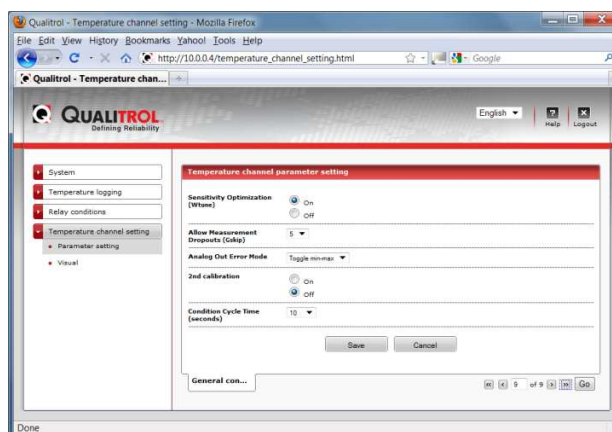 Qualitrol - Temperature channel setting - Mozilla Firefox
File Edit View History Bookmarks Yahoo! Tools Help
http://10.0.0.4/temperature_channel_setting.html
Google
Qualitrol - Temperature chan...
QUALITROL
Defining Reliability
English
Help
Logout
System
Temperature logging
Relay conditions
Temperature channel setting
Parameter setting
Visual
Temperature channel parameter setting
Sensitivity Optimization (Wtune)
On
Off
Allow Measurement Dropouts (Gskip)
5
Analog Out Error Mode
Toggle min-max
2nd calibration
On
Off
Condition Cycle Time (seconds)
10
Save
Cancel
General con...
9 of 9
Go
Done